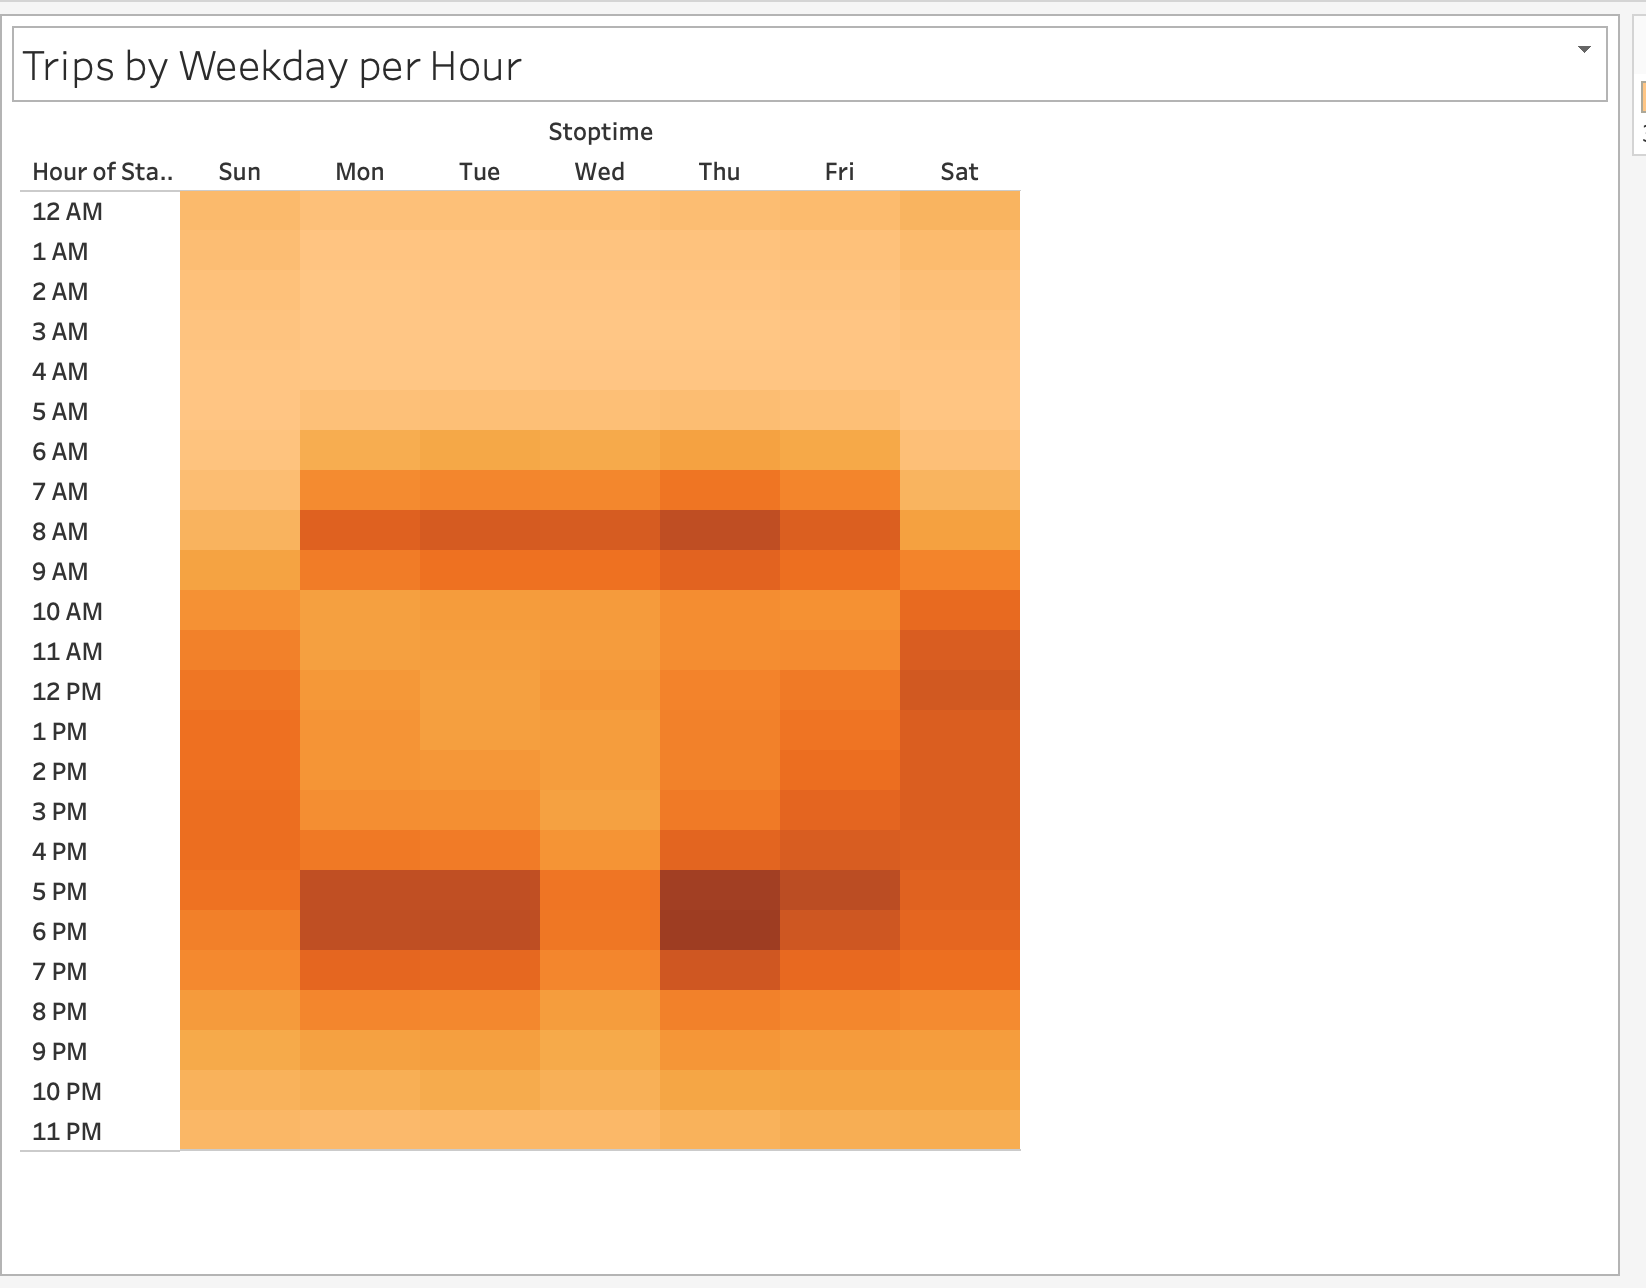 Trips by Weekday per Hour
Stoptime
Hour of Sta.. Sun Mon Tue Wed Thu Fri Sat
12 AM
1 AM
2 AM
3 AM
4 AM
5 AM
6 AM
7 AM
8 AM
9 AM
10 AM
11 AM
12 PM
1 PM
2 PM
3 PM
4 PM
5 PM
6 PM
7 PM
8 PM
9 PM
10 PM
11 PM